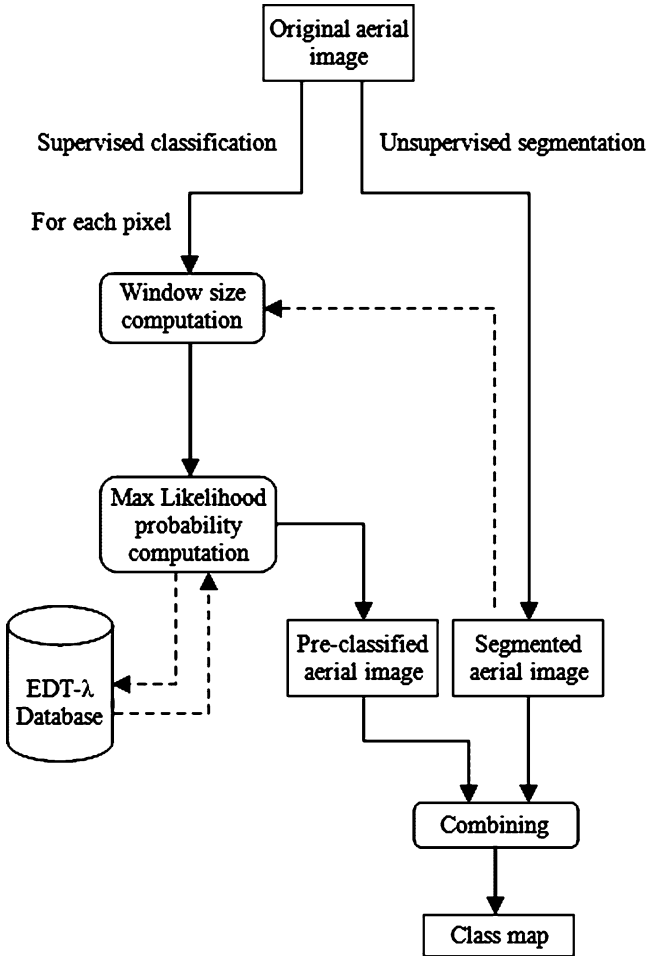 Original aerial
image
Supervised classification
Unsupervised segmentation
For each pixel
Window size
computation
Max Likelihood
probability
computation
EDT-λ
Database
Pre-classified
aerial image
Segmented
aerial image
Combining
Class map